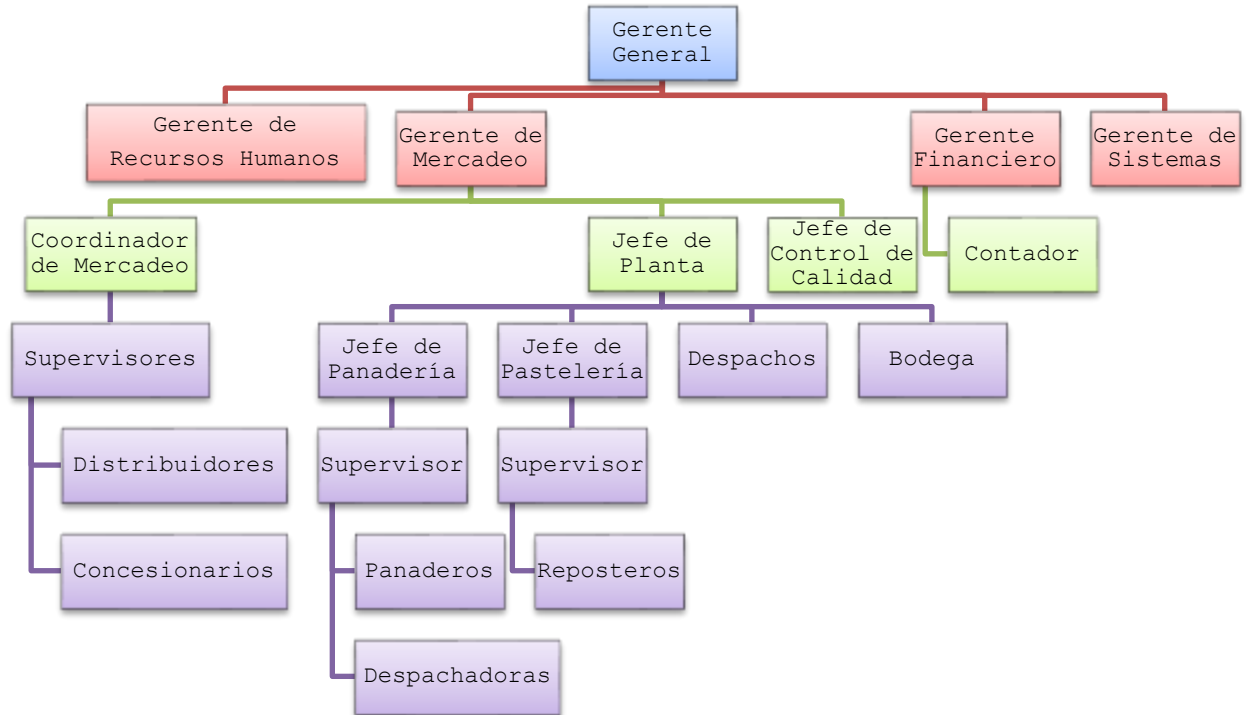 Gerente
General
Gerente de
Recursos Humanos
Gerente de
Mercadeo
Gerente
Financiero
Gerente de
Sistemas
Coordinador
de Mercadeo
Jefe de
Planta
Jefe de
Control de
Calidad
Contador
Supervisores
Jefe de
Panadería
Jefe de
Pastelería
Despachos
Bodega
Distribuidores
Supervisor
Supervisor
Concesionarios
Panaderos
Reposteros
Despachadoras